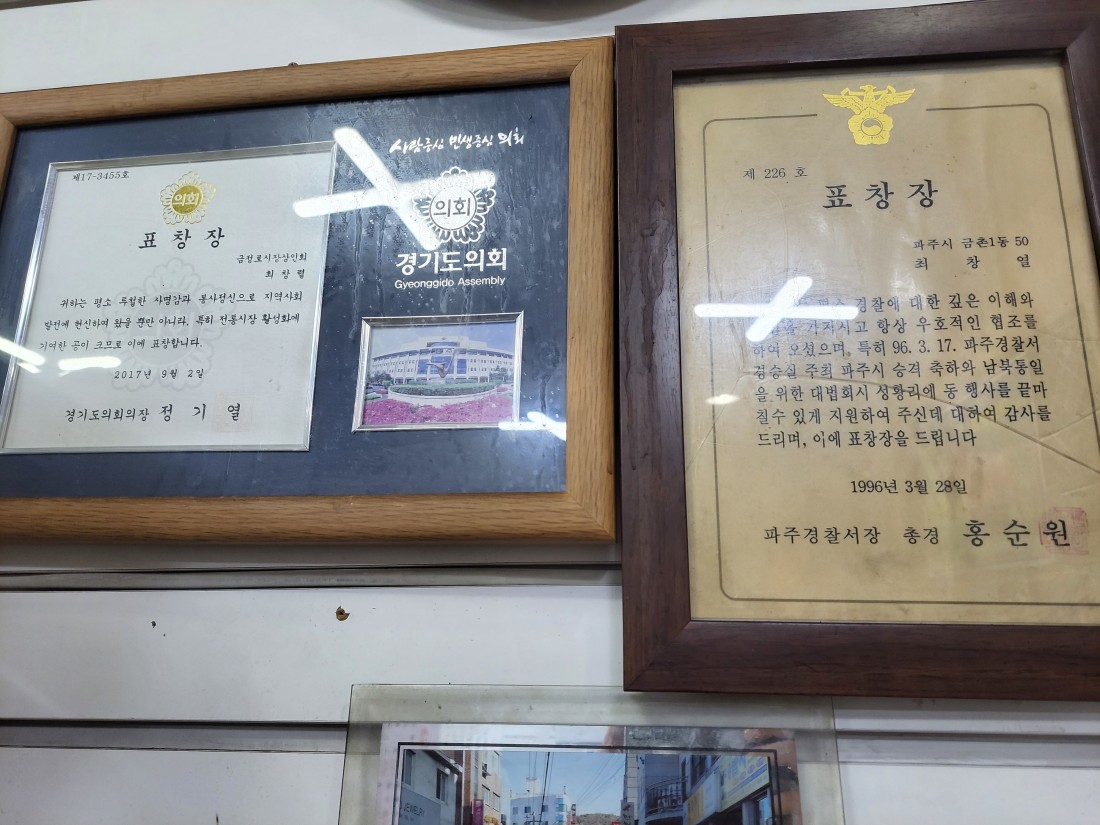 제17-3455호
의회
표 창 장
금정로시장상인회
최 창 렬
귀하는 평소 투철한 사명감과 봉사정신으로 지역사회
발전에 헌신하여 왔을 뿐만 아니라, 특히 전통시장 활성화에
기여한 공이 크므로 이에 표창합니다.
2017년 9월 2일
경기도의회의장 정 기 열
사람중심 민생중심 의회
의회
경기도의회
Gyeonggido Assembly
제 226 호
표 창 장
파주시 금촌1동 50
최 창 열
평소 경찰에 대한 깊은 이해와
가지시고 항상 우호적인 협조를
하여 오셨으며, 특히 96. 3. 17. 파주경찰서
경승실 주최 파주시 승격 축하와 남북통일
을 위한 대법회시 성황리에 동 행사를 끝마
칠수 있게 지원하여 주신데 대하여 감사를
드리며, 이에 표창장을 드립니다
1996년 3월 28일
파주경찰서장 총경 홍 순 원
JEWELRY